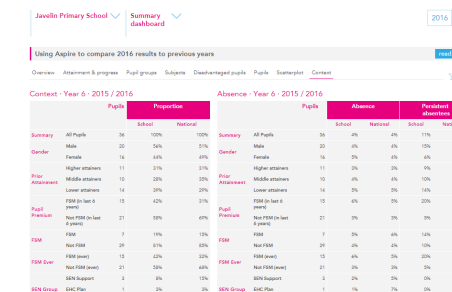 Javelin Primary School
Summary dashboard
2016
Using Aspire to compare 2016 results to previous years
read
Overview Attainment & progress Pupil groups Subjects Disadvantaged pupils Pupils Scatterplot Context
Context · Year 6 · 2015 / 2016
Pupils Proportion
School National
Summary All Pupils 36 100% 100%
Gender
Male 20 56% 51%
Female 16 44% 49%
Prior Attainment
Higher attainers 11 31% 31%
Middle attainers 10 28% 25%
Lower attainers 14 39% 39%
Pupil Premium
FSM (in last 6 years) 15 42% 31%
Not FSM (in last 6 years) 21 58% 69%
FSM
FSM 7 19% 15%
Not FSM 29 81% 85%
FSM Ever
FSM (ever) 15 42% 32%
Not FSM (ever) 21 58% 68%
SEN Group
SEN Support 3 8% 15%
EHC Plan 1 3% 3%
Absence · Year 6 · 2015 / 2016
Pupils Absence Persistent absentees
School National School
Summary All Pupils 36 4% 4% 11%
Gender
Male 20 4% 4% 15%
Female 16 5% 4% 6%
Prior Attainment
Higher attainers 11 3% 3% 9%
Middle attainers 10 4% 4% 10%
Lower attainers 14 5% 5% 14%
Pupil Premium
FSM (in last 6 years) 15 6% 5% 20%
Not FSM (in last 6 years) 21 3% 3% 5%
FSM
FSM 7 5% 6% 14%
Not FSM 29 4% 4% 10%
FSM Ever
FSM (ever) 15 6% 5% 20%
Not FSM (ever) 21 3% 3% 5%
SEN Group
SEN Support 3 2% 5% 0%
EHC Plan 1 1% 7% 0%